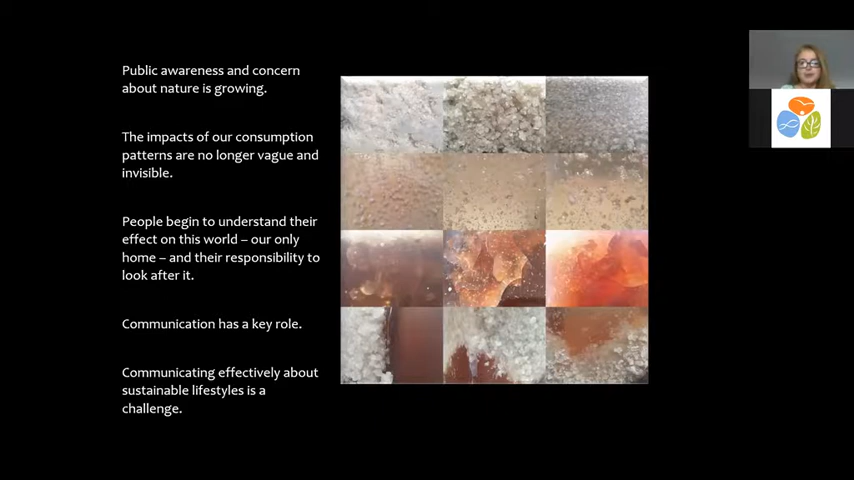 Public awareness and concern
about nature is growing.
The impacts of our consumption
patterns are no longer vague and
invisible.
People begin to understand their
effect on this world – our only
home – and their responsibility to
look after it.
Communication has a key role.
Communicating effectively about
sustainable lifestyles is a
challenge.